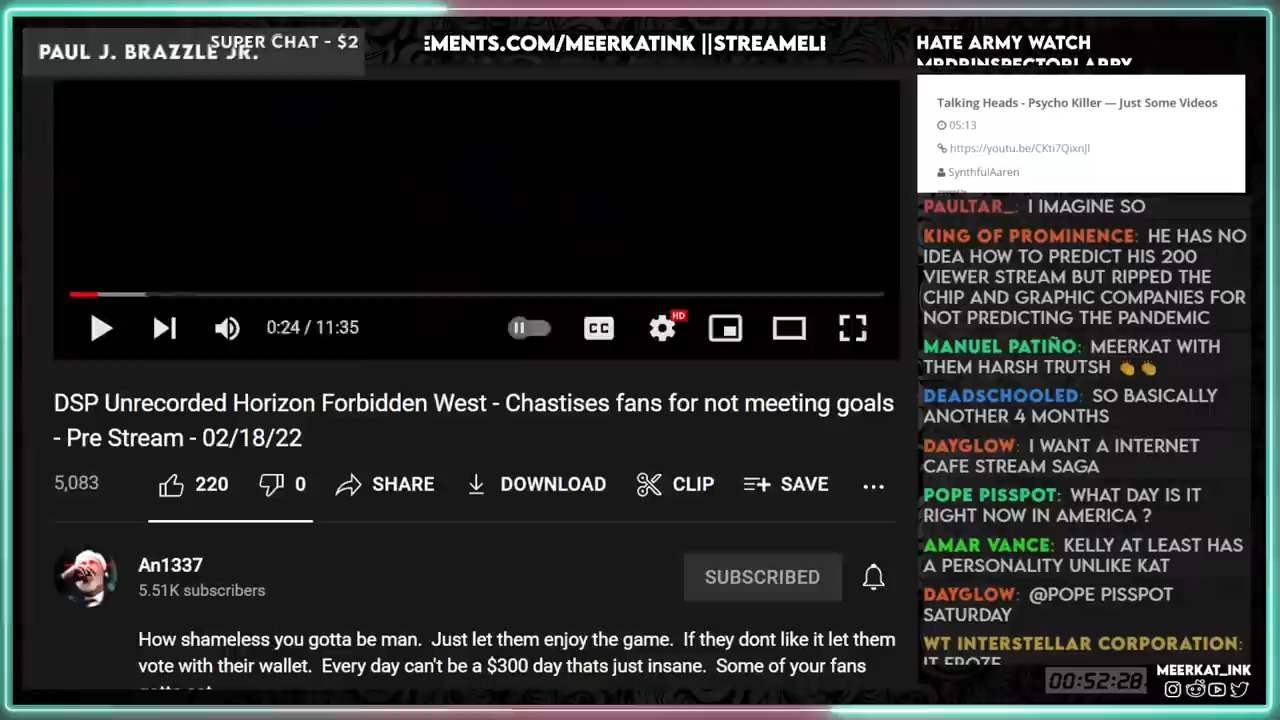 PAUL J. BRAZZLE JR.
SUPER CHAT - $2
EMENTS.COM/MEERKATINK ||STREAMELI
HATE ARMY WATCH
MRDRINSPECTORLARRY
Talking Heads - Psycho Killer — Just Some Videos
05:13
https://youtu.be/CKti7QixnJI
SynthfulAaren
PAULTAR_: I IMAGINE SO
KING OF PROMINENCE: HE HAS NO
IDEA HOW TO PREDICT HIS 200
VIEWER STREAM BUT RIPPED THE
CHIP AND GRAPHIC COMPANIES FOR
NOT PREDICTING THE PANDEMIC
MANUEL PATIÑO: MEERKAT WITH
THEM HARSH TRUTSH 👏👏
DEADSCHOOLED: SO BASICALLY
ANOTHER 4 MONTHS
DAYGLOW: I WANT A INTERNET
CAFE STREAM SAGA
POPE PISSPOT: WHAT DAY IS IT
RIGHT NOW IN AMERICA ?
AMAR VANCE: KELLY AT LEAST HAS
A PERSONALITY UNLIKE KAT
DAYGLOW: @POPE PISSPOT
SATURDAY
WT INTERSTELLAR CORPORATION:
IT FROZE
0:24 / 11:35
CC
HD
DSP Unrecorded Horizon Forbidden West - Chastises fans for not meeting goals
- Pre Stream - 02/18/22
5,083
220
0
SHARE
DOWNLOAD
CLIP
SAVE
An1337
5.51K subscribers
SUBSCRIBED
How shameless you gotta be man. Just let them enjoy the game. If they dont like it let them
vote with their wallet. Every day can't be a $300 day thats just insane. Some of your fans
gotta eat
00:52:28
MEERKAT_INK